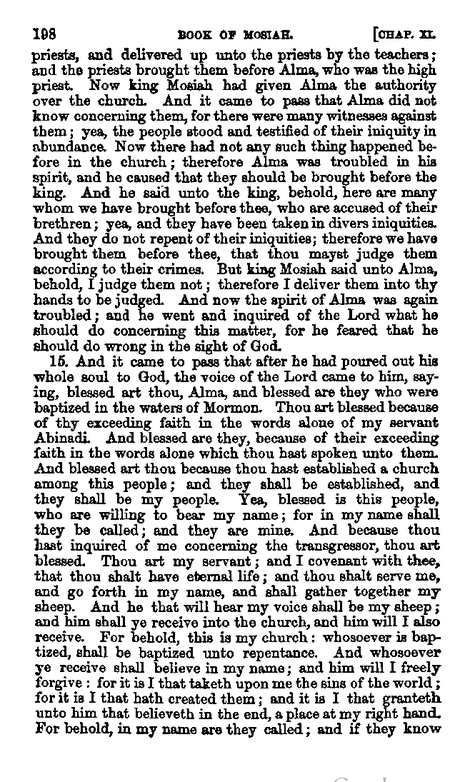 198 BOOK OF MOSIAH. [CHAP. XI.
priests, and delivered up unto the priests by the teachers;
and the priests brought them before Alma, who was the high
priest. Now king Mosiah had given Alma the authority
over the church. And it came to pass that Alma did not
know concerning them, for there were many witnesses against
them; yea, the people stood and testified of their iniquity in
abundance. Now there had not any such thing happened be-
fore in the church; therefore Alma was troubled in his
spirit, and he caused that they should be brought before the
king. And he said unto the king, behold, here are many
whom we have brought before thee, who are accused of their
brethren; yea, and they have been taken in divers iniquities.
And they do not repent of their iniquities; therefore we have
brought them before thee, that thou mayst judge them
according to their crimes. But king Mosiah said unto Alma,
behold, I judge them not; therefore I deliver them into thy
hands to be judged. And now the spirit of Alma was again
troubled; and he went and inquired of the Lord what he
should do concerning this matter, for he feared that he
should do wrong in the sight of God.
15. And it came to pass that after he had poured out his
whole soul to God, the voice of the Lord came to him, say-
ing, blessed art thou, Alma, and blessed are they who were
baptized in the waters of Mormon. Thou art blessed because
of thy exceeding faith in the words alone of my servant
Abinadi. And blessed are they, because of their exceeding
faith in the words alone which thou hast spoken unto them.
And blessed art thou because thou hast established a church
among this people; and they shall be established, and
they shall be my people. Yea, blessed is this people,
who are willing to bear my name; for in my name shall
they be called; and they are mine. And because thou
hast inquired of me concerning the transgressor, thou art
blessed. Thou art my servant; and I covenant with thee,
that thou shalt have eternal life; and thou shalt serve me,
and go forth in my name, and shall gather together my
sheep. And he that will hear my voice shall be my sheep;
and him shall ye receive into the church, and him will I also
receive. For behold, this is my church: whosoever is bap-
tized, shall be baptized unto repentance. And whosoever
ye receive shall believe in my name; and him will I freely
forgive: for it is I that taketh upon me the sins of the world;
for it is I that hath created them; and it is I that granteth
unto him that believeth in the end, a place at my right hand.
For behold, in my name are they called; and if they know